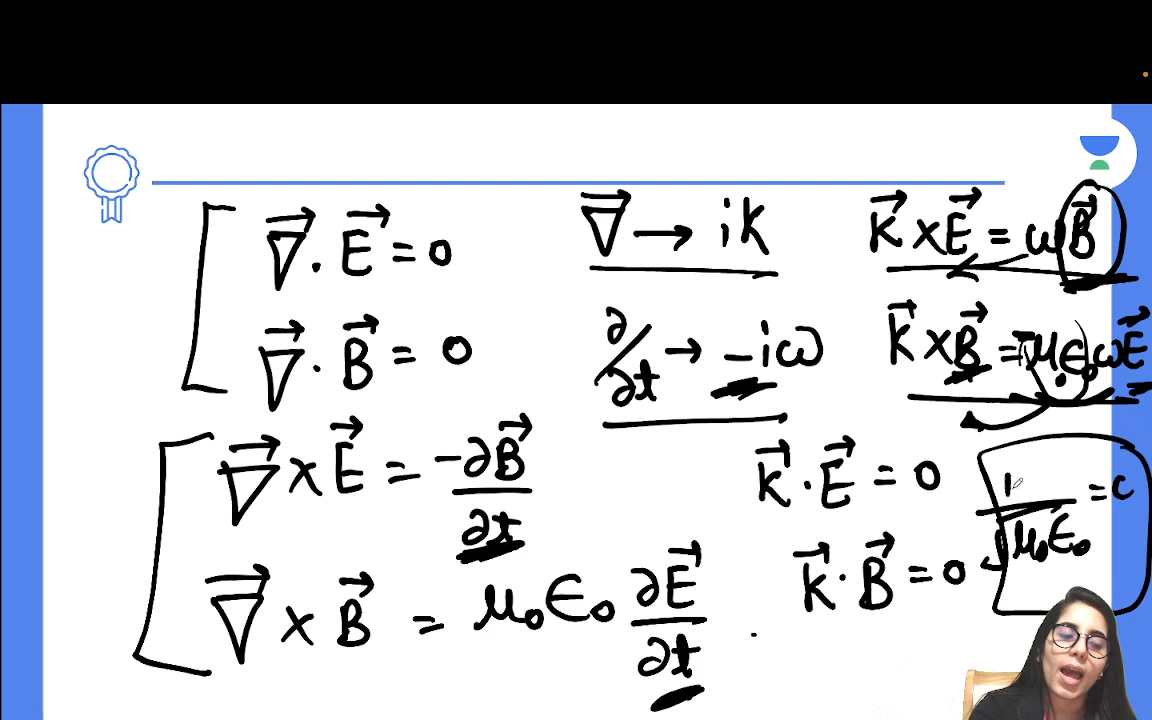 ∇⃗ · E⃗ = 0
∇⃗ · B⃗ = 0
∇⃗ × E⃗ = -∂B⃗/∂t
∇⃗ × B⃗ = μ₀ε₀ ∂E⃗/∂t
∇⃗ → ik
∂/∂t → -iω
k⃗ · E⃗ = 0
k⃗ · B⃗ = 0
k⃗ × E⃗ = ωB⃗
k⃗ × B⃗ = -μ₀ε₀ωE⃗
1/√μ₀ε₀ = c